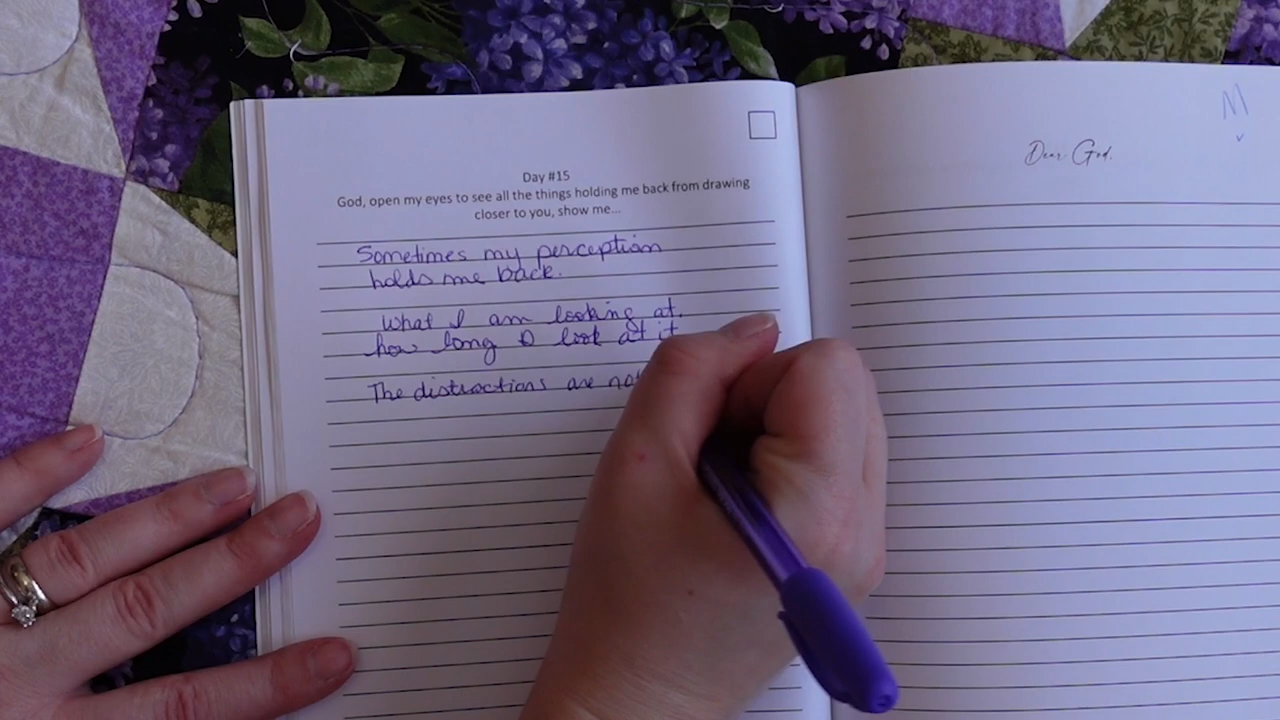 Day #15
God, open my eyes to see all the things holding me back from drawing
closer to you, show me...
Sometimes my perception
holds me back.
What I am looking at.
how long I look at it
The distractions are not
Dear God,
M